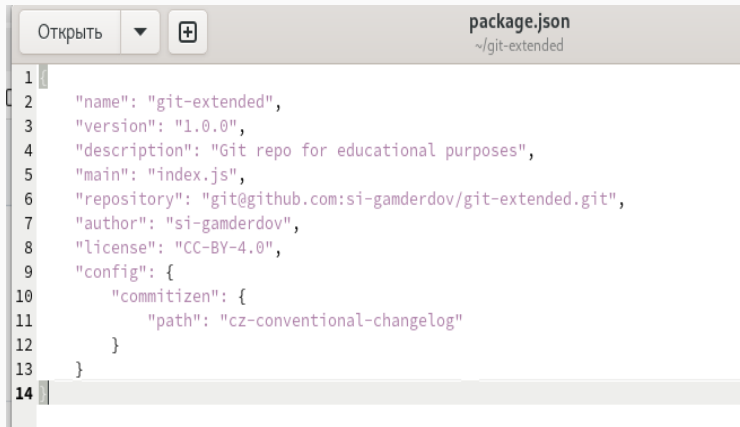 Открыть
package.json
~/git-extended
1 {
2 "name": "git-extended",
3 "version": "1.0.0",
4 "description": "Git repo for educational purposes",
5 "main": "index.js",
6 "repository": "git@github.com:si-gamderdov/git-extended.git",
7 "author": "si-gamderdov",
8 "license": "CC-BY-4.0",
9 "config": {
10 "commitizen": {
11 "path": "cz-conventional-changelog"
12 }
13 }
14 }